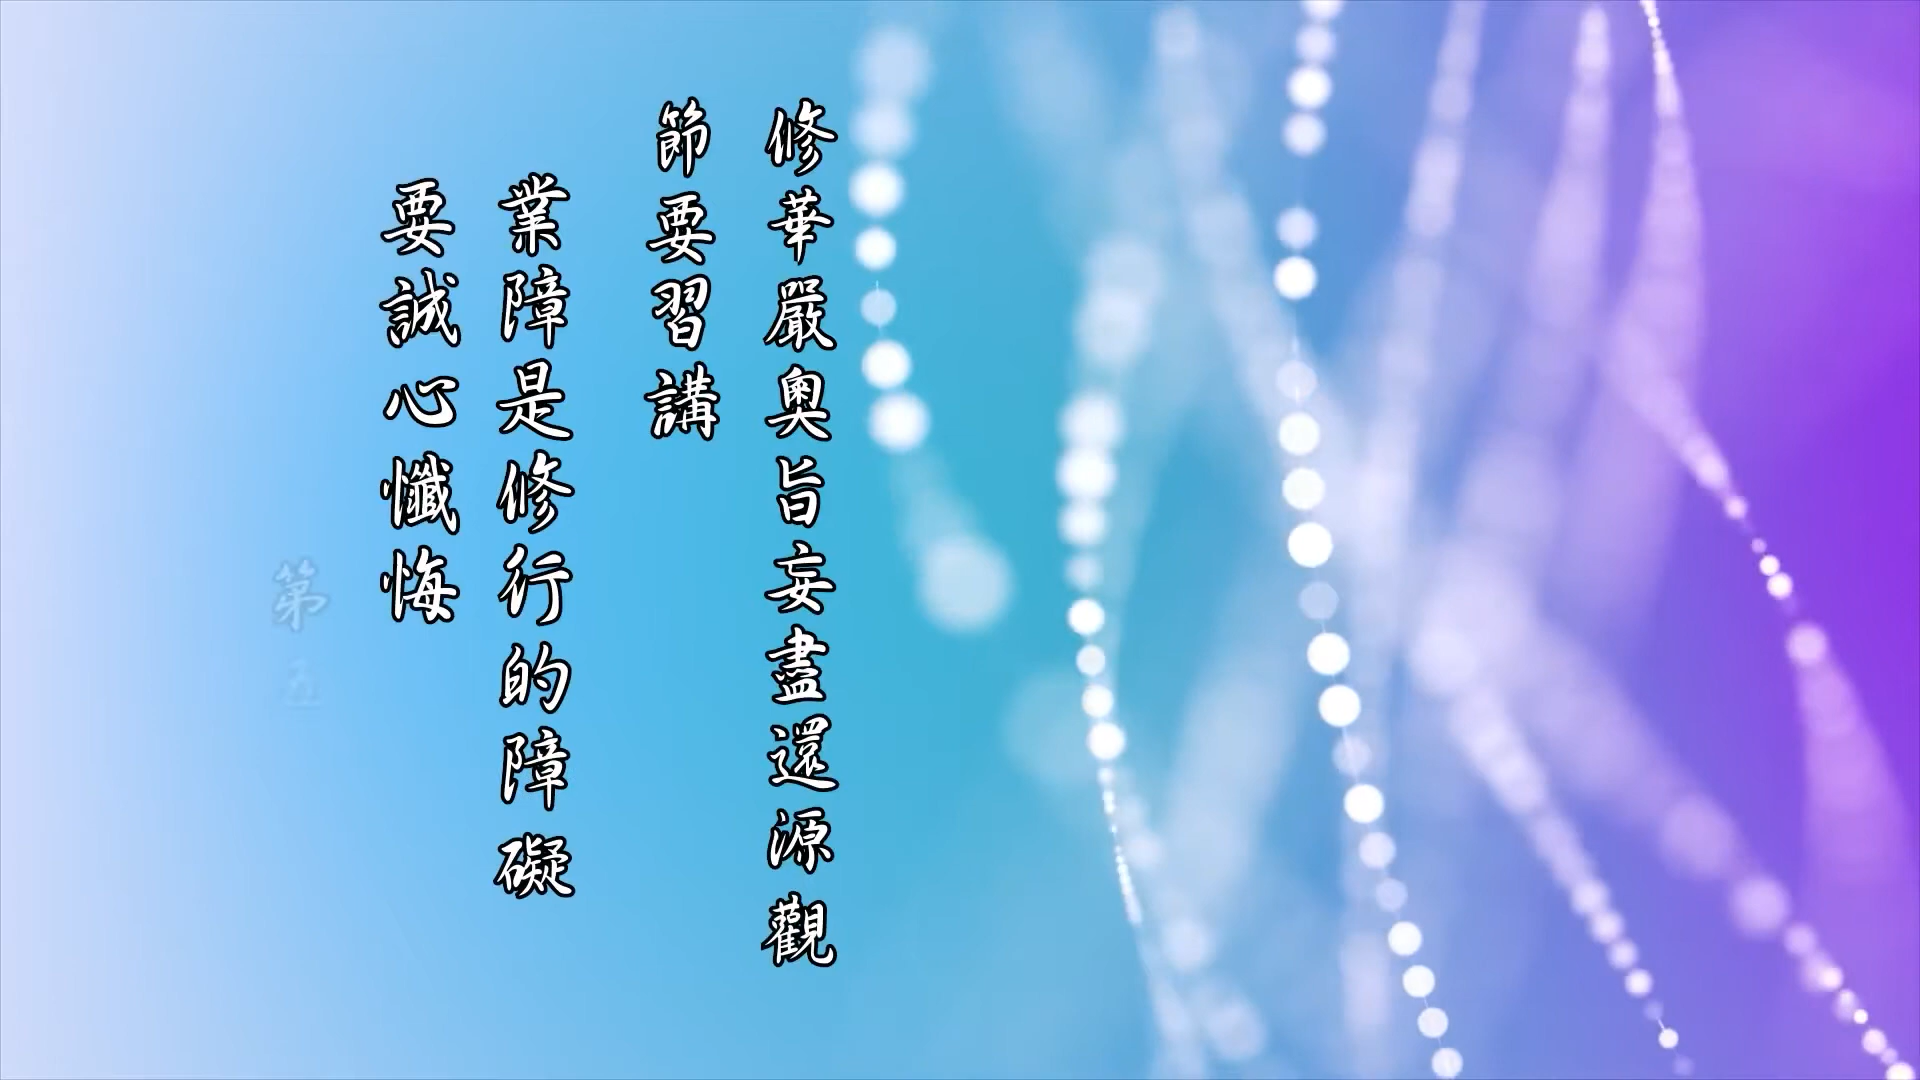 修華嚴奧旨妄盡還源觀
節要習講
業障是修行的障礙
要誠心懺悔
第五